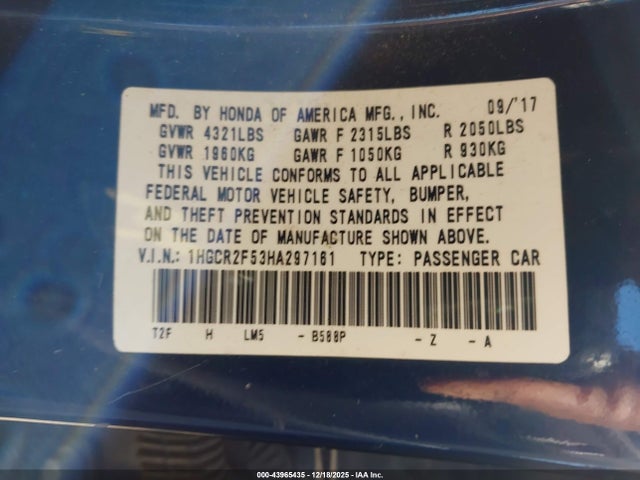 MFD. BY HONDA OF AMERICA MFG., INC. 09/'17
GVWR 4321LBS GAWR F 2315LBS R 2050LBS
GVWR 1960KG GAWR F 1050KG R 930KG
THIS VEHICLE CONFORMS TO ALL APPLICABLE
FEDERAL MOTOR VEHICLE SAFETY, BUMPER,
AND THEFT PREVENTION STANDARDS IN EFFECT
ON THE DATE OF MANUFACTURE SHOWN ABOVE.
V.I.N.: 1HGCR2F53HA297161 TYPE: PASSENGER CAR
T2F H LM5 - B588P - Z - A
000-43965435 - 12/18/2025 - IAA Inc.